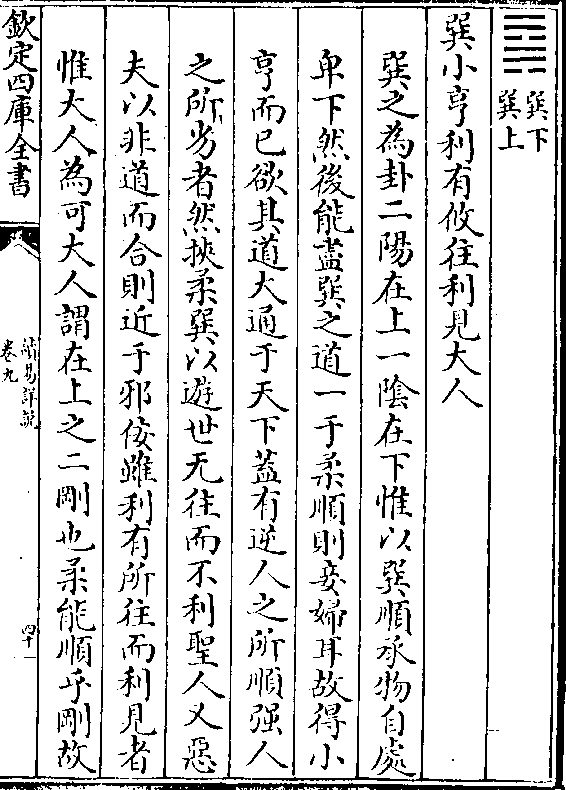 巽下
巽上
巽小亨利有攸往利見大人
巽之為卦二陽在上一陰在下惟以巽順承物自處
卑下然後能盡巽之道一于柔順則妾婦耳故得小
亨而已欲其道大通于天下蓋有逆人之所順强人
之所劣者然挾柔巽以遊世无往而不利聖人又惡
夫以非道而合則近于邪佞雖利有所往而利見者
惟大人為可大人謂在上之二剛也柔能順乎剛故
欽定四庫全書
讀易詳說
卷九
四十一